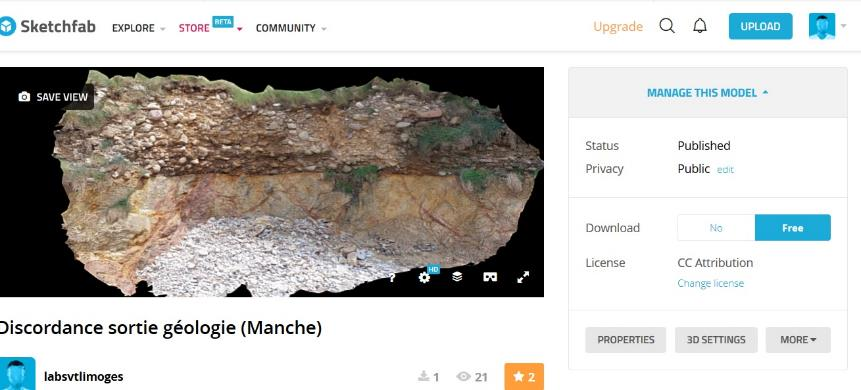 Sketchfab EXPLORE STORE BETA COMMUNITY Upgrade UPLOAD
SAVE VIEW
? HD
Discordance sortie géologie (Manche)
labsvtlimoges 1 21 2
MANAGE THIS MODEL
Status Published
Privacy Public edit
Download No Free
License CC Attribution
Change license
PROPERTIES 3D SETTINGS MORE